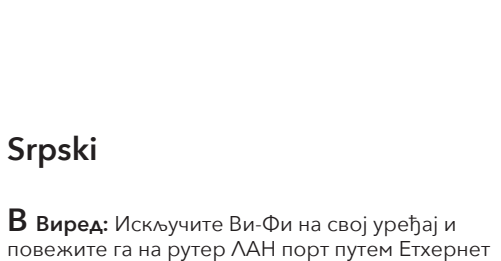 Srpski
В Виред: Искључите Ви-Фи на свој уређај и
повежите га на рутер ЛАН порт путем Етхернет